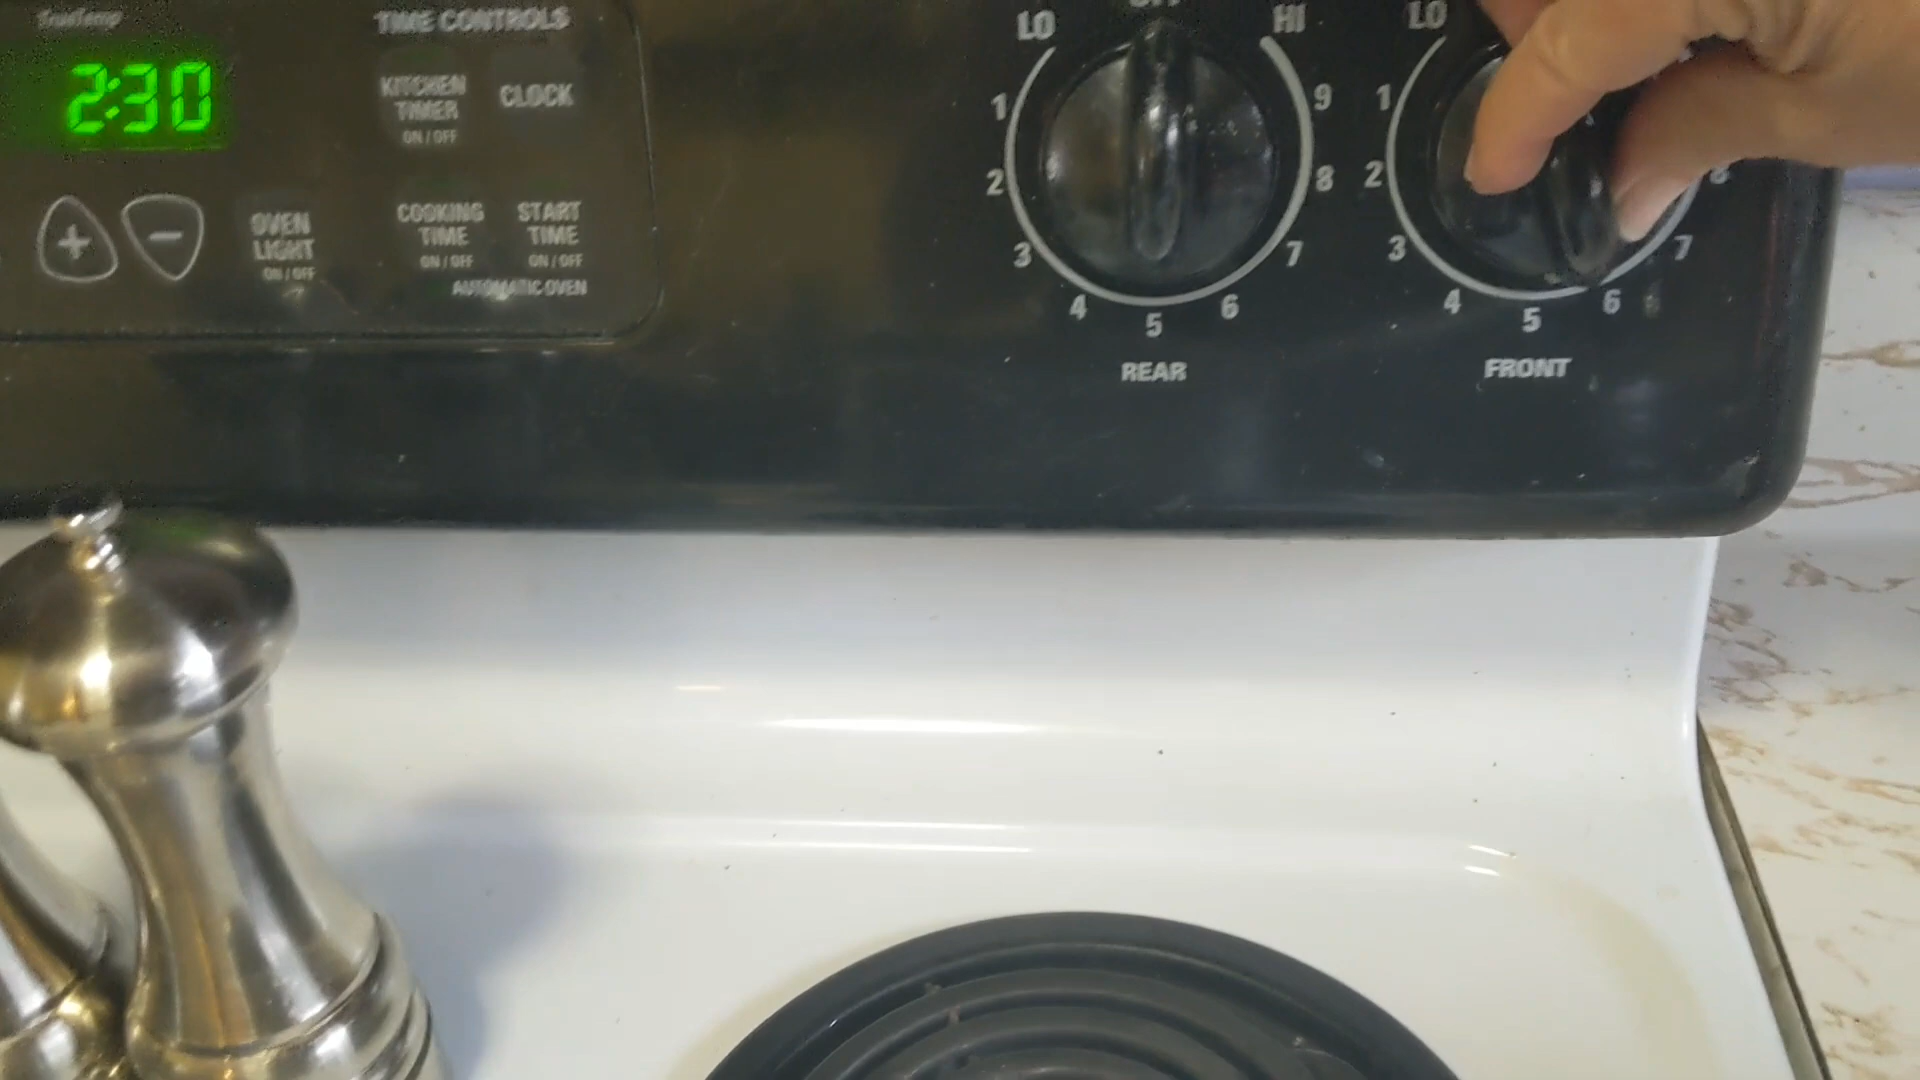 TrueTemp
TIME CONTROLS
2:30
KITCHEN
TIMER
ON / OFF
CLOCK
OVEN
LIGHT
ON / OFF
COOKING
TIME
ON / OFF
START
TIME
ON / OFF
AUTOMATIC OVEN
LO
HI
1
2
3
4
5
6
7
8
9
REAR
LO
1
2
3
4
5
6
7
8
FRONT